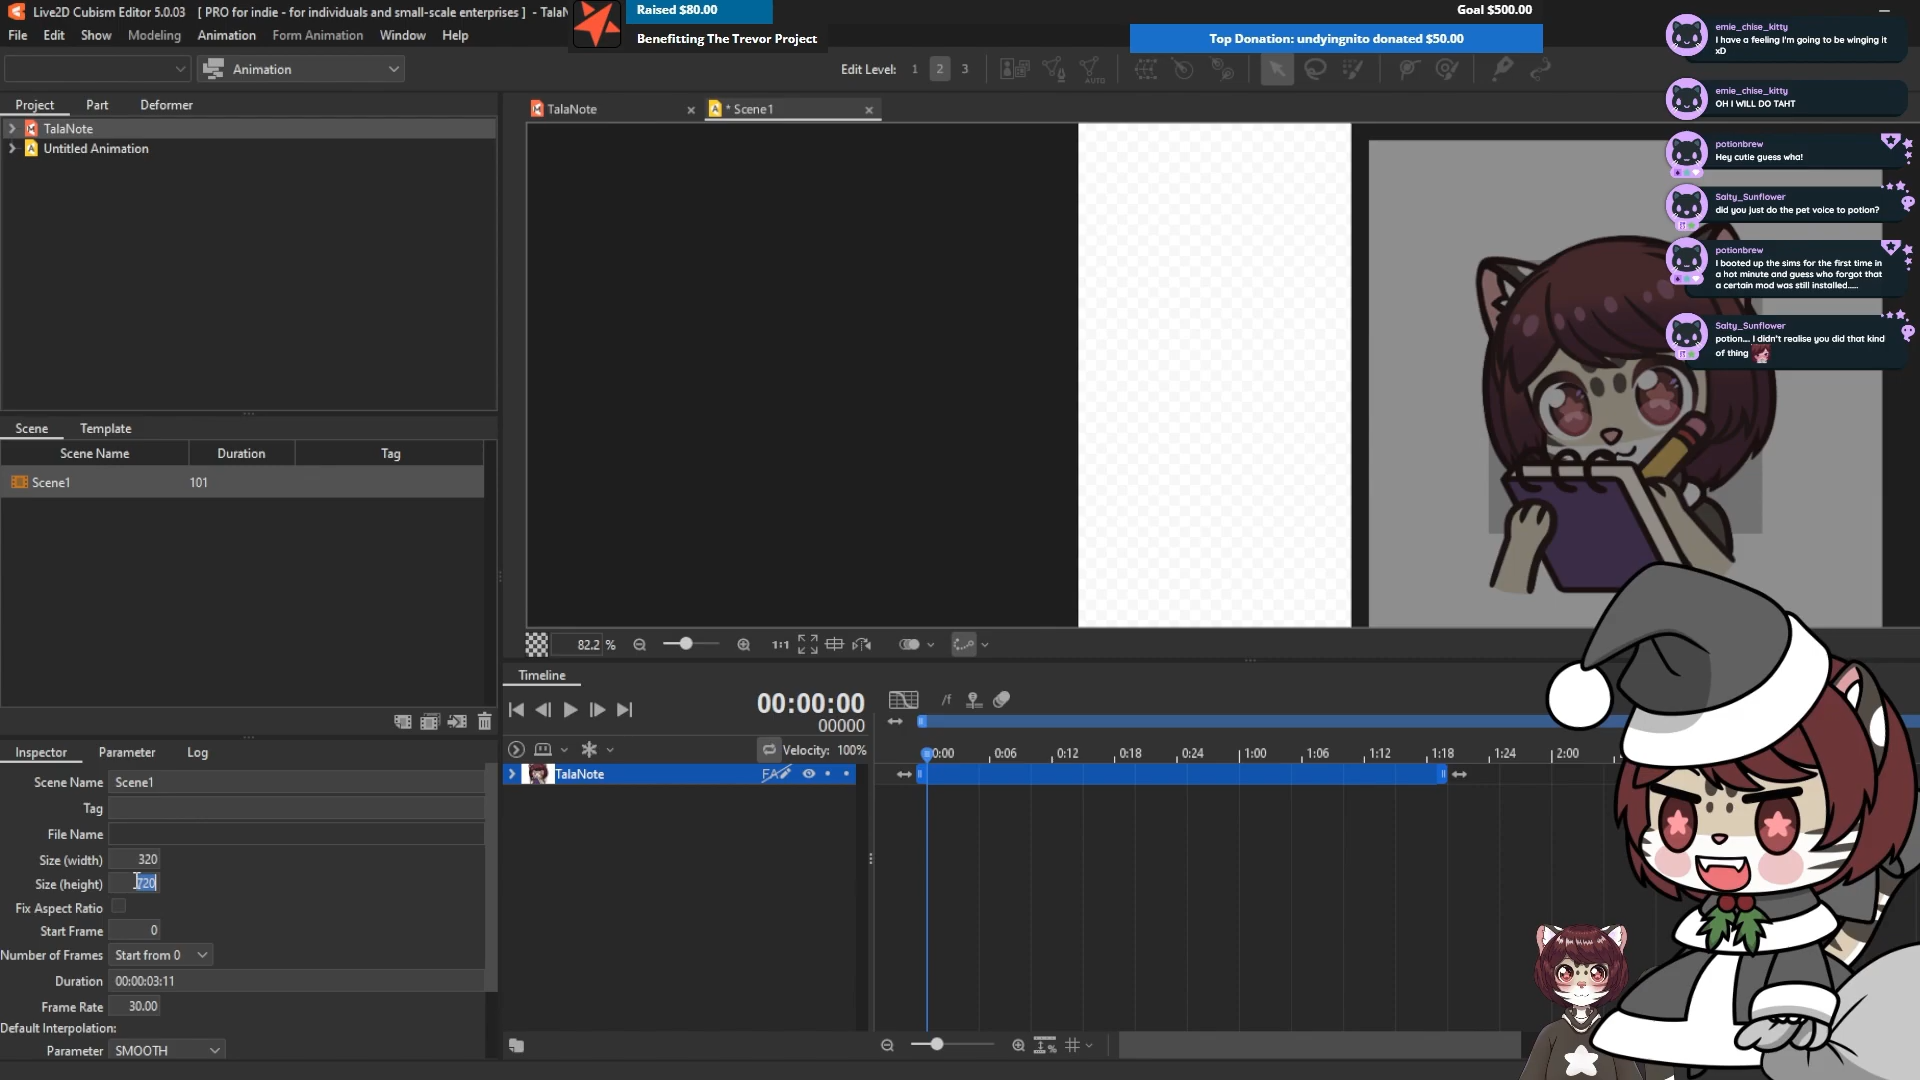 Live2D Cubism Editor 5.0.03 [ PRO for indie - for individuals and small-scale enterprises ] - TalaN
Raised $80.00
Goal $500.00
Benefitting The Trevor Project
Top Donation: undyingnito donated $50.00
File Edit Show Modeling Animation Form Animation Window Help
Animation
Edit Level: 1 2 3
AUTO
Project Part Deformer
TalaNote
* Scene1
TalaNote
Untitled Animation
emie_chise_kitty
I have a feeling I'm going to be winging it
xD
emie_chise_kitty
OH I WILL DO TAHT
potionbrew
Hey cutie guess wha!
Salty_Sunflower
did you just do the pet voice to potion?
potionbrew
I booted up the sims for the first time in
a hot minute and guess who forgot that
a certain mod was still installed.....
Salty_Sunflower
potion... I didn't realise you did that kind
of thing
Scene Template
Scene Name Duration Tag
Scene1 101
82.2 %
1:1
Timeline
00:00:00
00000
/f
Velocity: 100%
0:00 0:06 0:12 0:18 0:24 1:00 1:06 1:12 1:18 1:24 2:00
TalaNote
FA
Inspector Parameter Log
Scene Name Scene1
Tag
File Name
Size (width) 320
Size (height) 720
Fix Aspect Ratio
Start Frame 0
Number of Frames Start from 0
Duration 00:00:03:11
Frame Rate 30.00
Default Interpolation:
Parameter SMOOTH